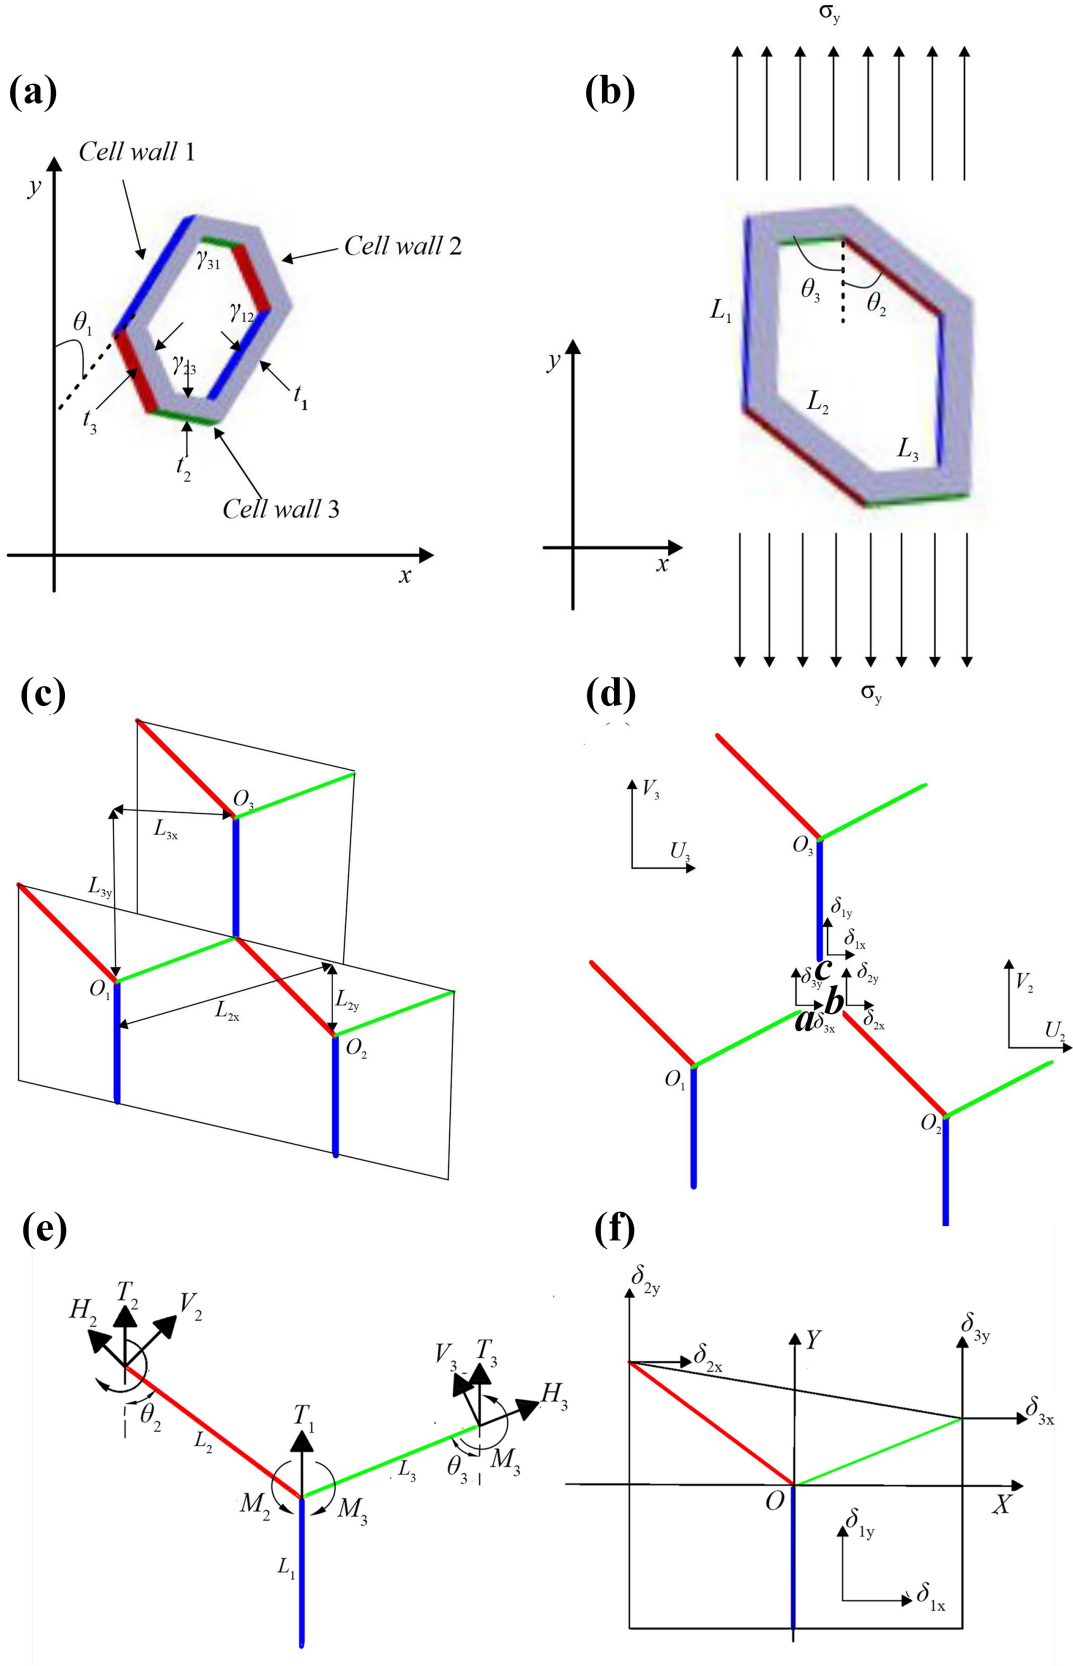 σy
(a)
(b)
Cell wall 1
y
Cell wall 2
γ31
θ1
γ12
γ23
t3
t1
t2
Cell wall 3
x
θ3
θ2
L1
y
L2
L3
x
σy
(c)
(d)
O3
L3x
L3y
O1
L2x
L2y
O2
V3
U3
O3
δ1y
δ1x
c
δ3y
δ2y
b
a
δ3x
δ2x
V2
U2
O1
O2
(e)
(f)
H2
T2
V2
θ2
L2
T1
V3
T3
H3
M3
θ3
L3
M2
M3
L1
δ2y
δ2x
Y
δ3y
δ3x
O
X
δ1y
δ1x